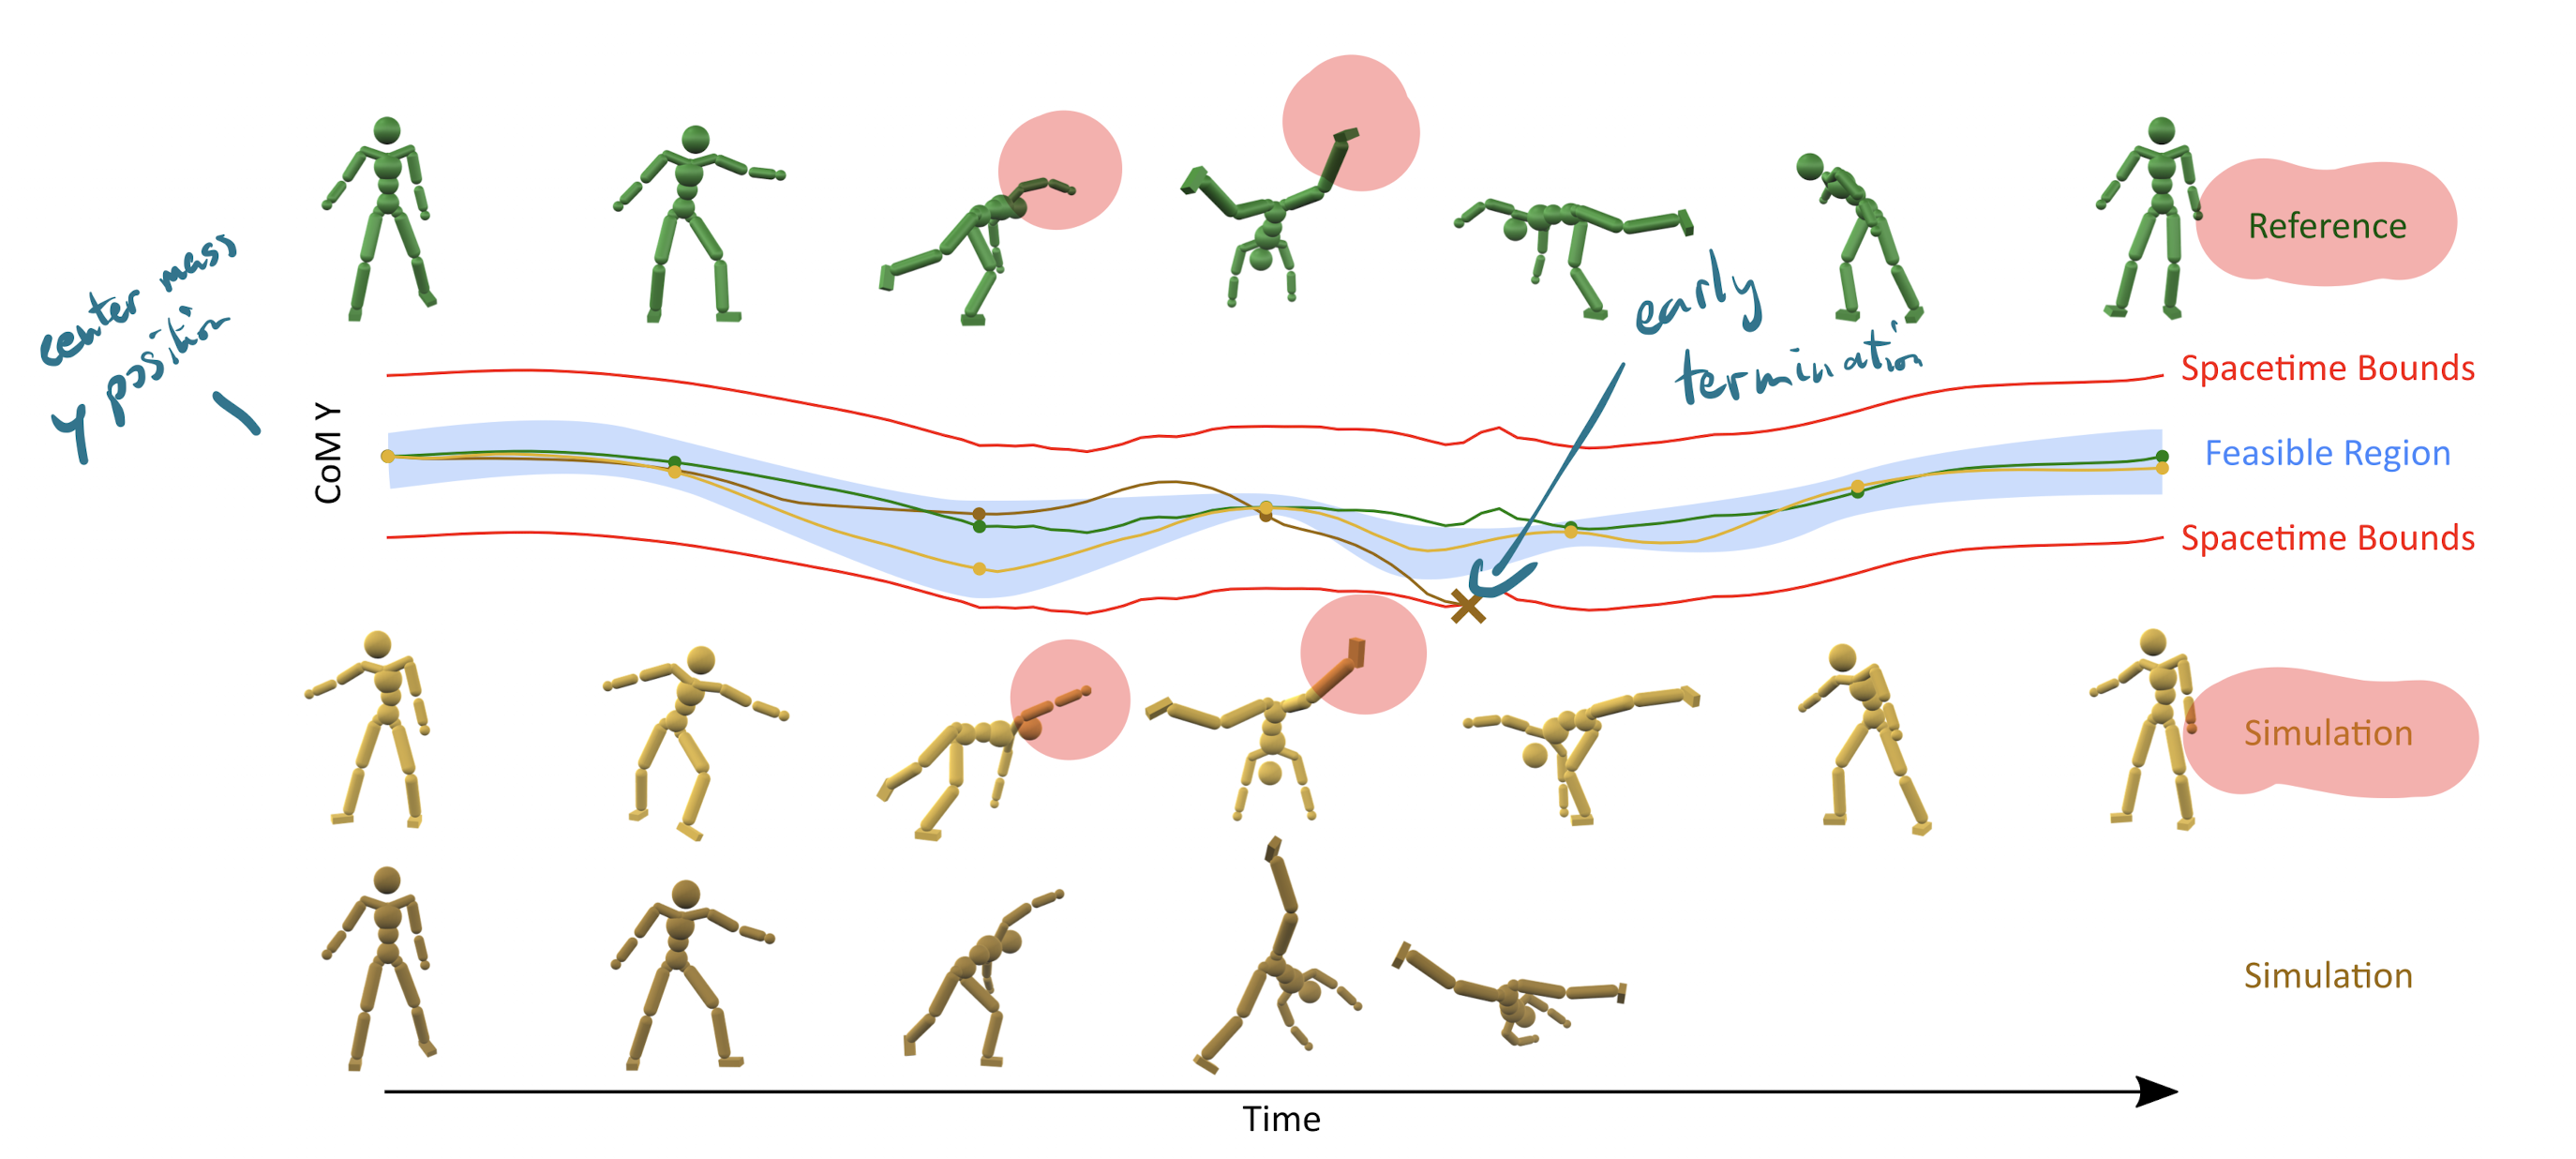 Reference
center mass
y position
early
termination
Spacetime Bounds
CoM Y
Feasible Region
Spacetime Bounds
Simulation
Simulation
Time